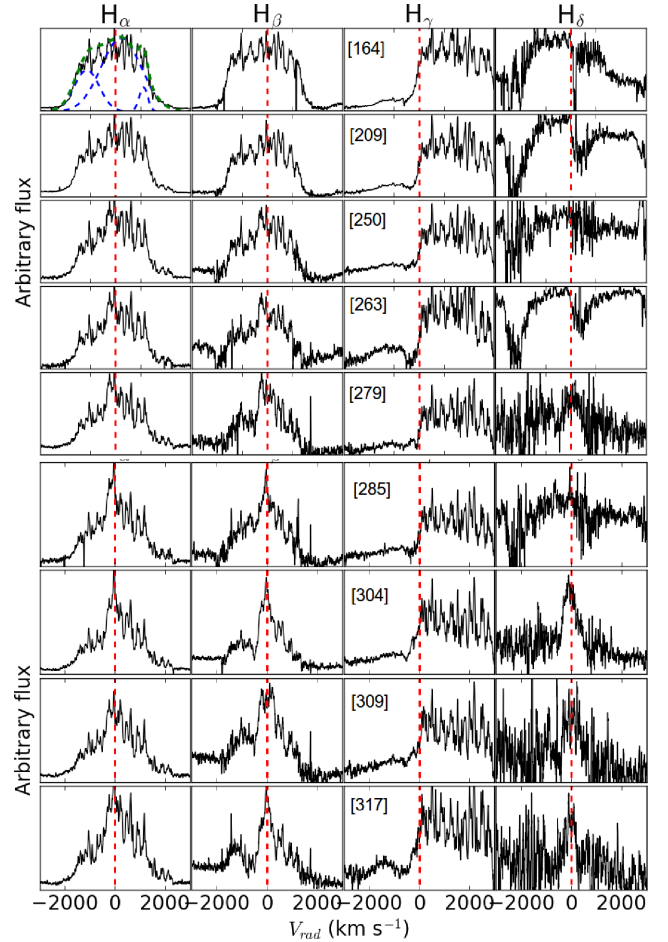 Hα Hβ Hγ Hδ
[164]
[209]
[250]
[263]
[279]
[285]
[304]
[309]
[317]
Arbitrary flux
Arbitrary flux
−2000 0 2000 −2000 0 2000 −2000 0 2000 −2000 0 2000
V_rad (km s⁻¹)